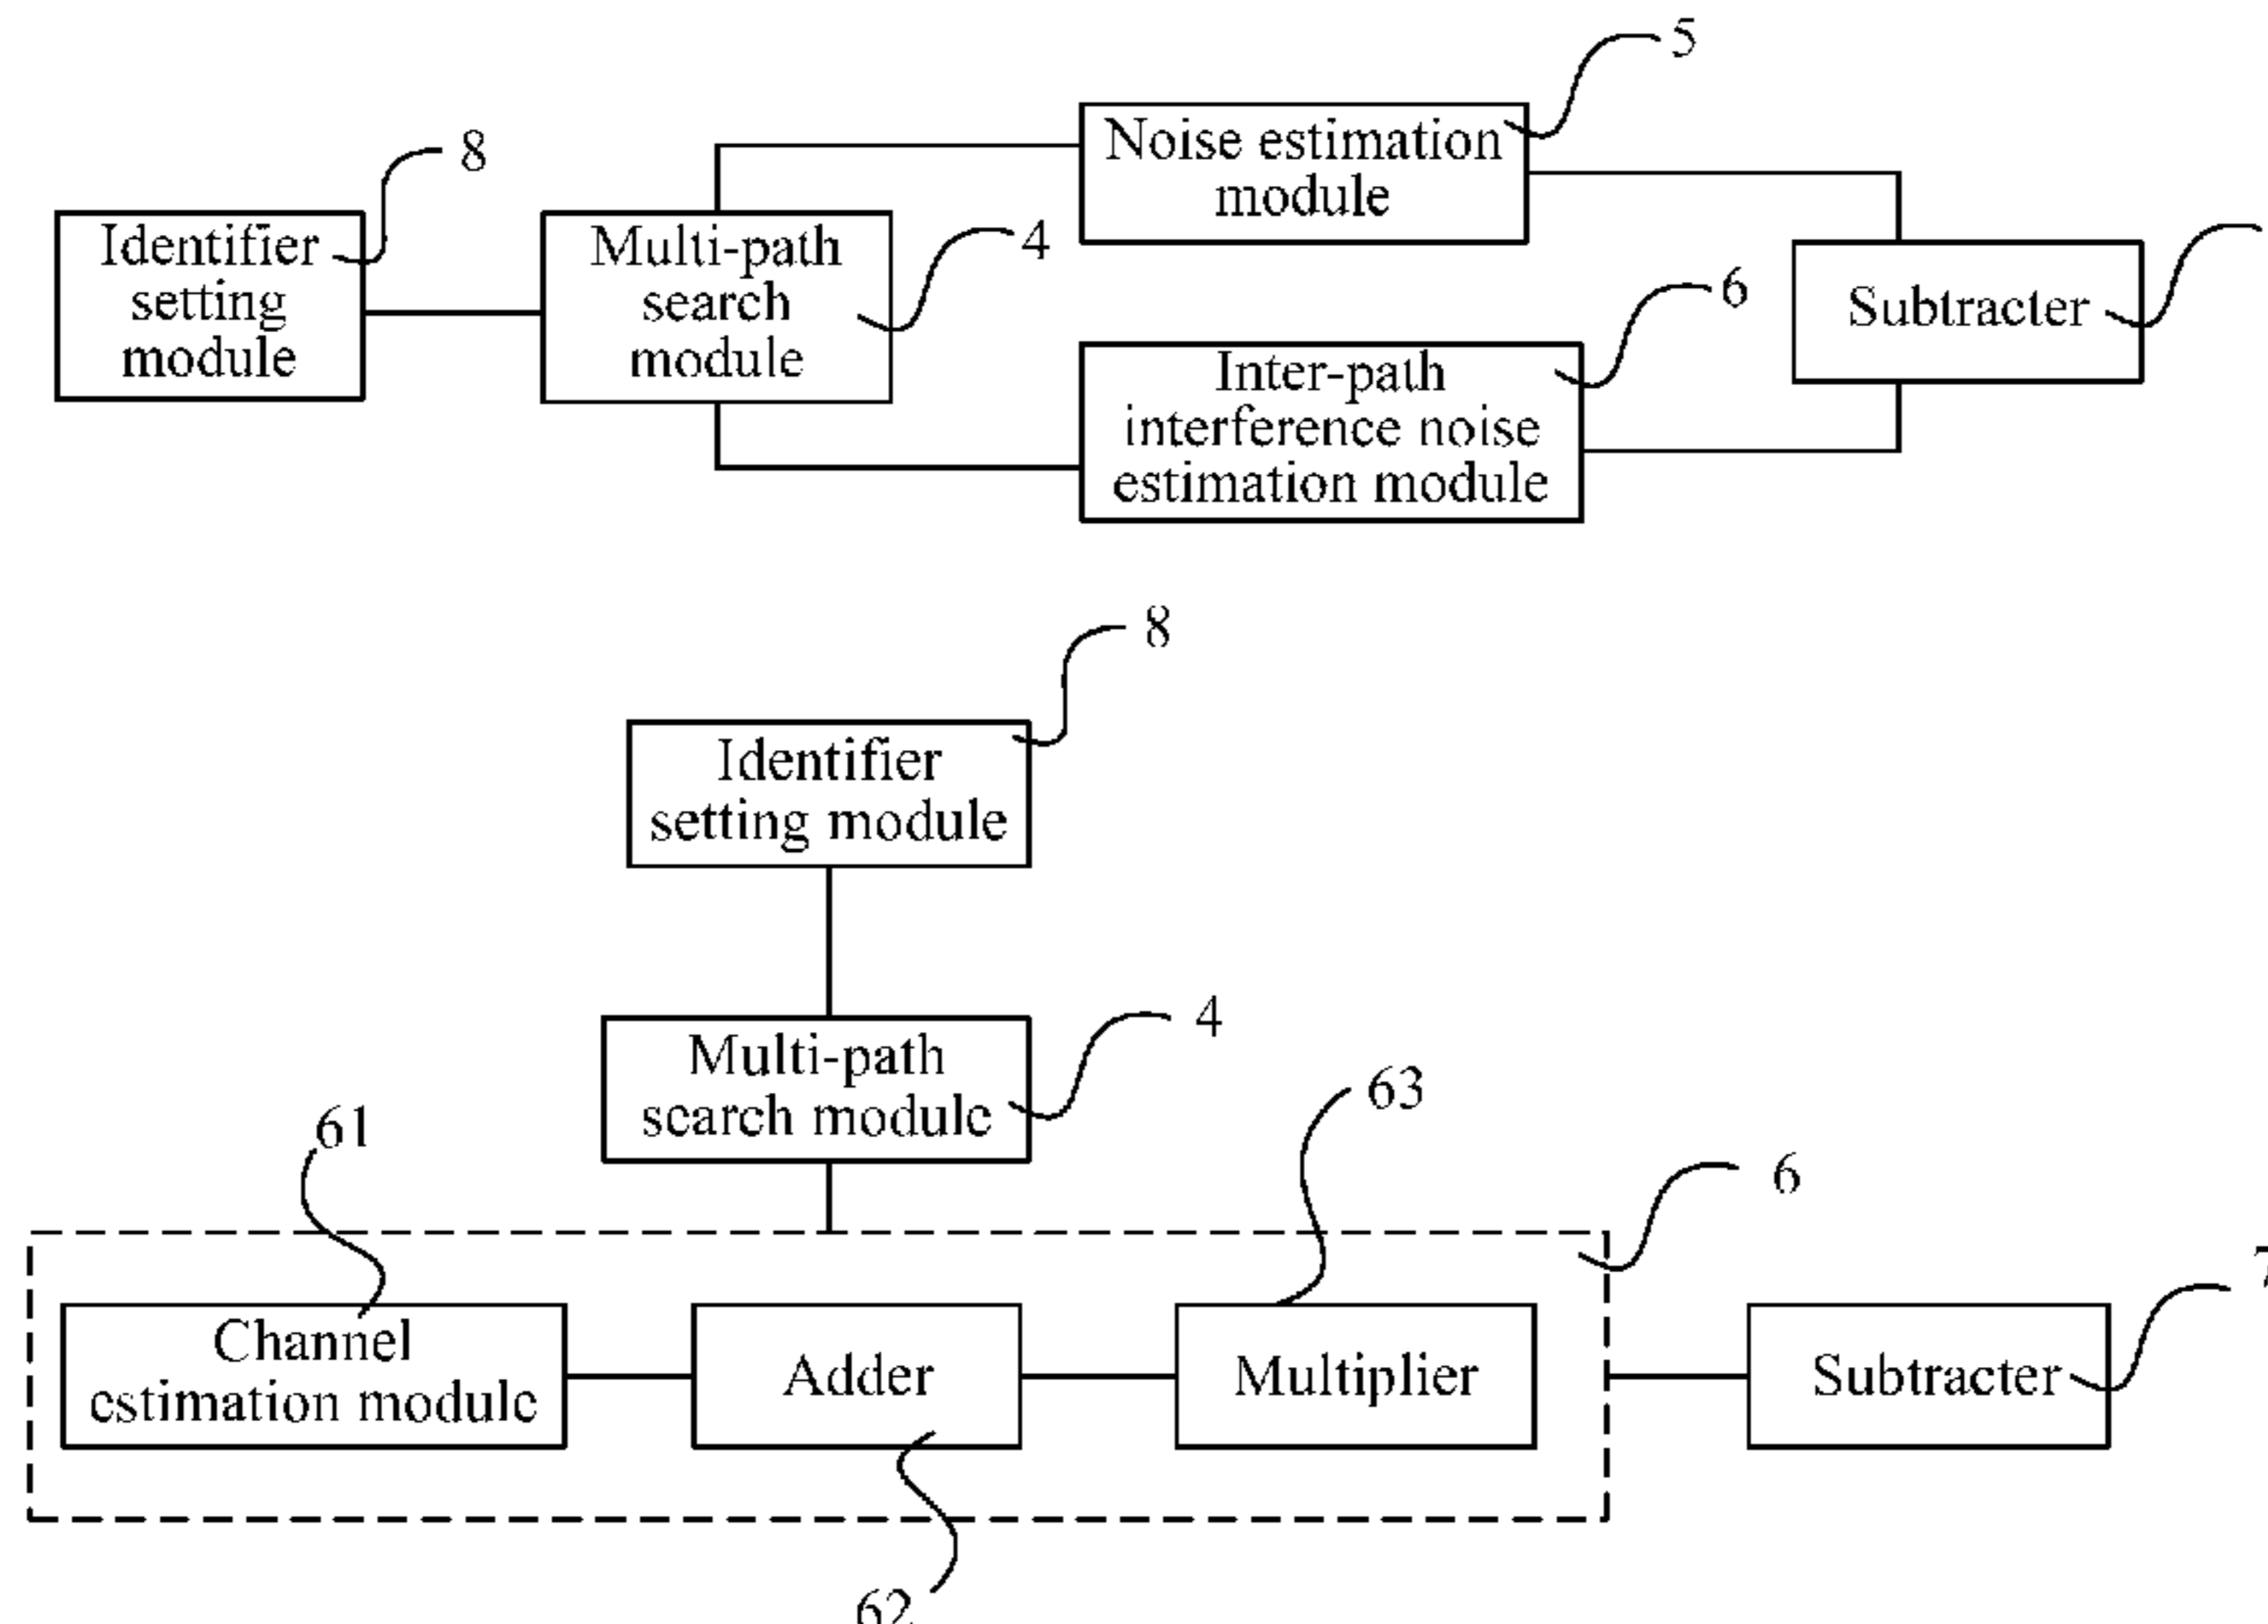 5
8
Noise estimation
module
Identifier
setting
module
Multi-path
search
module
4
6
Subtracter
Inter-path
interference noise
estimation module
8
Identifier
setting module
4
Multi-path
search module
63
61
6
7
Channel
estimation module
Adder
Multiplier
Subtracter
62